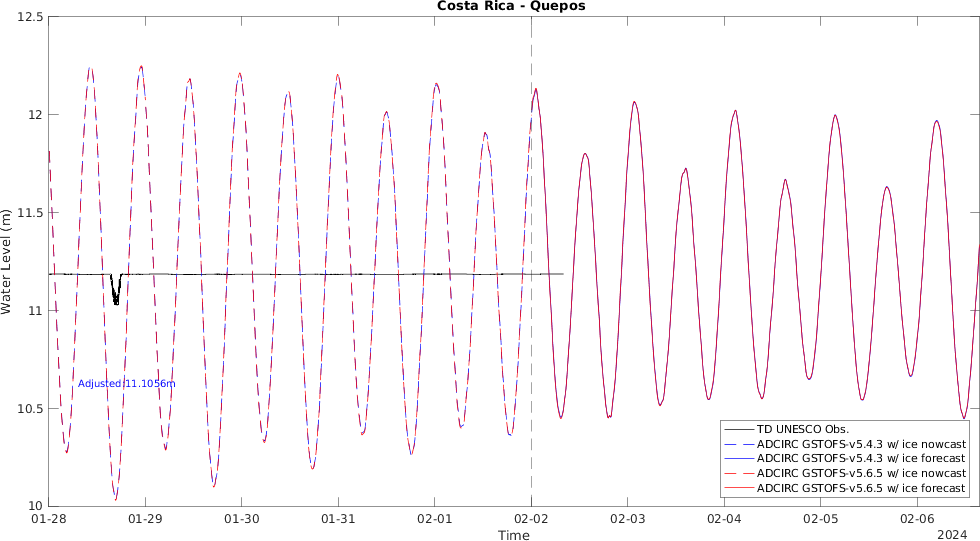 Costa Rica - Quepos
12.5
12
11.5
11
10.5
10
Water Level (m)
Adjusted:11.1056m
TD UNESCO Obs.
ADCIRC GSTOFS-v5.4.3 w/ ice nowcast
ADCIRC GSTOFS-v5.4.3 w/ ice forecast
ADCIRC GSTOFS-v5.6.5 w/ ice nowcast
ADCIRC GSTOFS-v5.6.5 w/ ice forecast
01-28 01-29 01-30 01-31 02-01 02-02 02-03 02-04 02-05 02-06
Time
2024